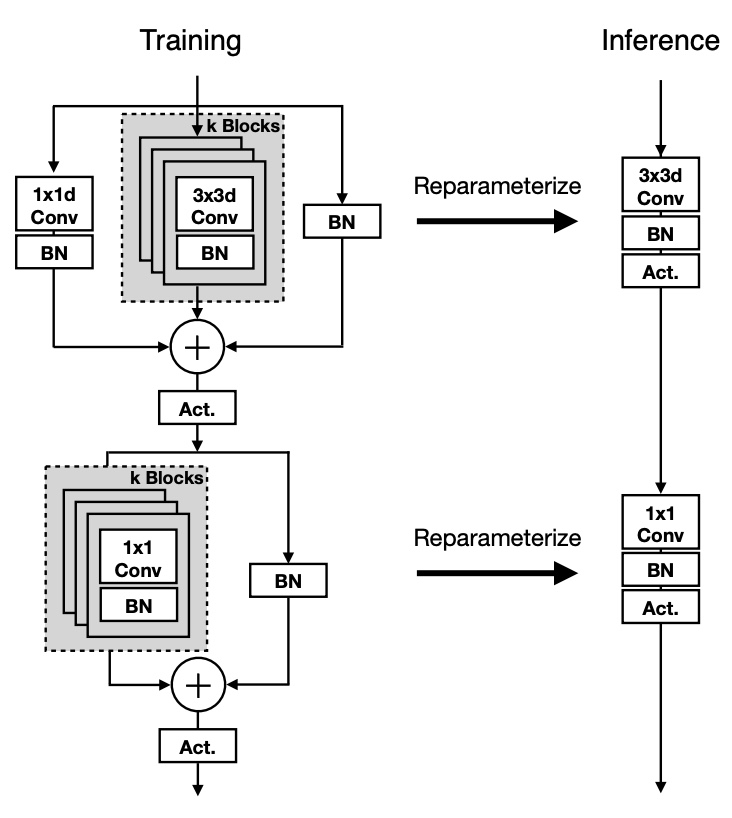 Training
Inference
k Blocks
1x1d
Conv
BN
3x3d
Conv
BN
BN
Reparameterize
3x3d
Conv
BN
Act.
+
Act.
k Blocks
1x1
Conv
BN
BN
Reparameterize
1x1
Conv
BN
Act.
+
Act.